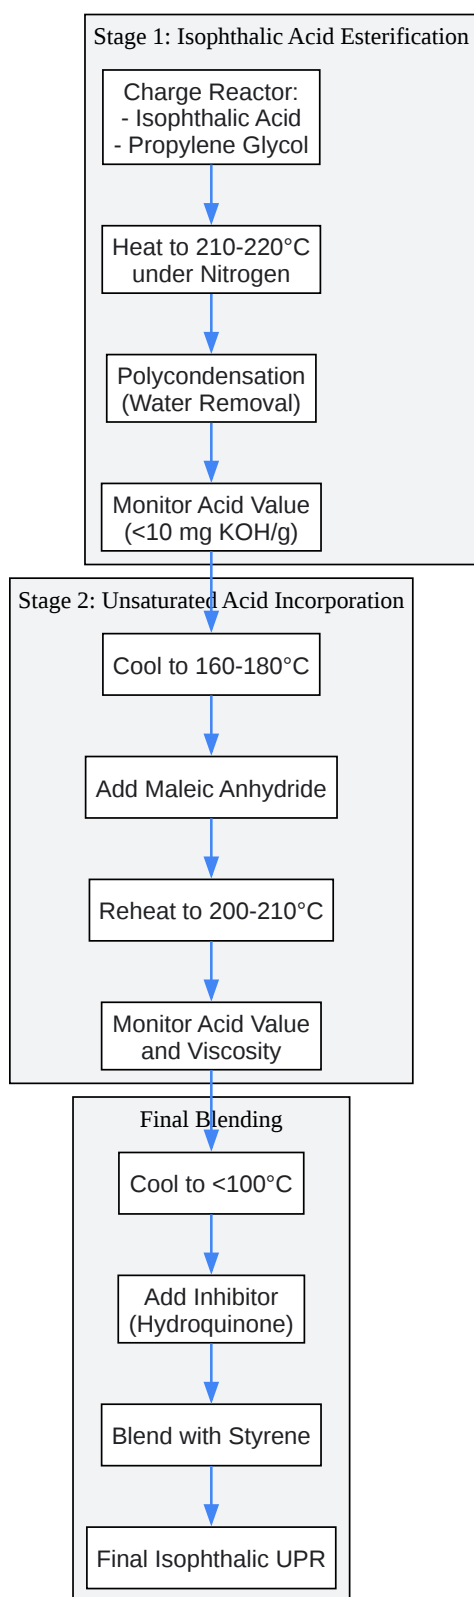 Stage 1: Isophthalic Acid Esterification
Charge Reactor:
- Isophthalic Acid
- Propylene Glycol
Heat to 210-220°C
under Nitrogen
Polycondensation
(Water Removal)
Monitor Acid Value
(<10 mg KOH/g)
Stage 2: Unsaturated Acid Incorporation
Cool to 160-180°C
Add Maleic Anhydride
Reheat to 200-210°C
Monitor Acid Value
and Viscosity
Final Blending
Cool to <100°C
Add Inhibitor
(Hydroquinone)
Blend with Styrene
Final Isophthalic UPR